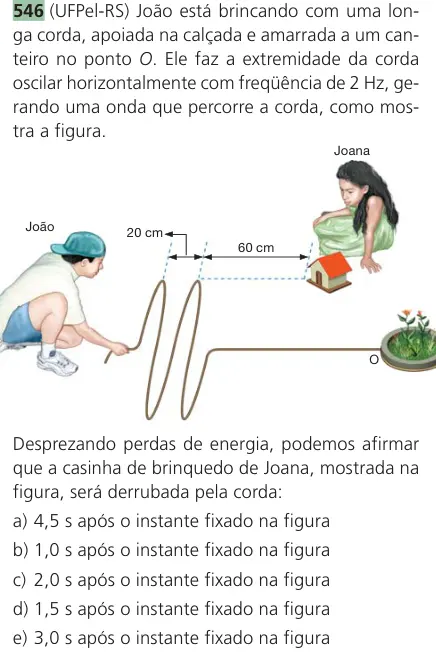 546 (UFPel-RS) João está brincando com uma lon-
ga corda, apoiada na calçada e amarrada a um can-
teiro no ponto O. Ele faz a extremidade da corda
oscilar horizontalmente com freqüência de 2 Hz, ge-
rando uma onda que percorre a corda, como mos-
tra a figura.
Joana
João
20 cm
60 cm
O
Desprezando perdas de energia, podemos afirmar
que a casinha de brinquedo de Joana, mostrada na
figura, será derrubada pela corda:
a) 4,5 s após o instante fixado na figura
b) 1,0 s após o instante fixado na figura
c) 2,0 s após o instante fixado na figura
d) 1,5 s após o instante fixado na figura
e) 3,0 s após o instante fixado na figura